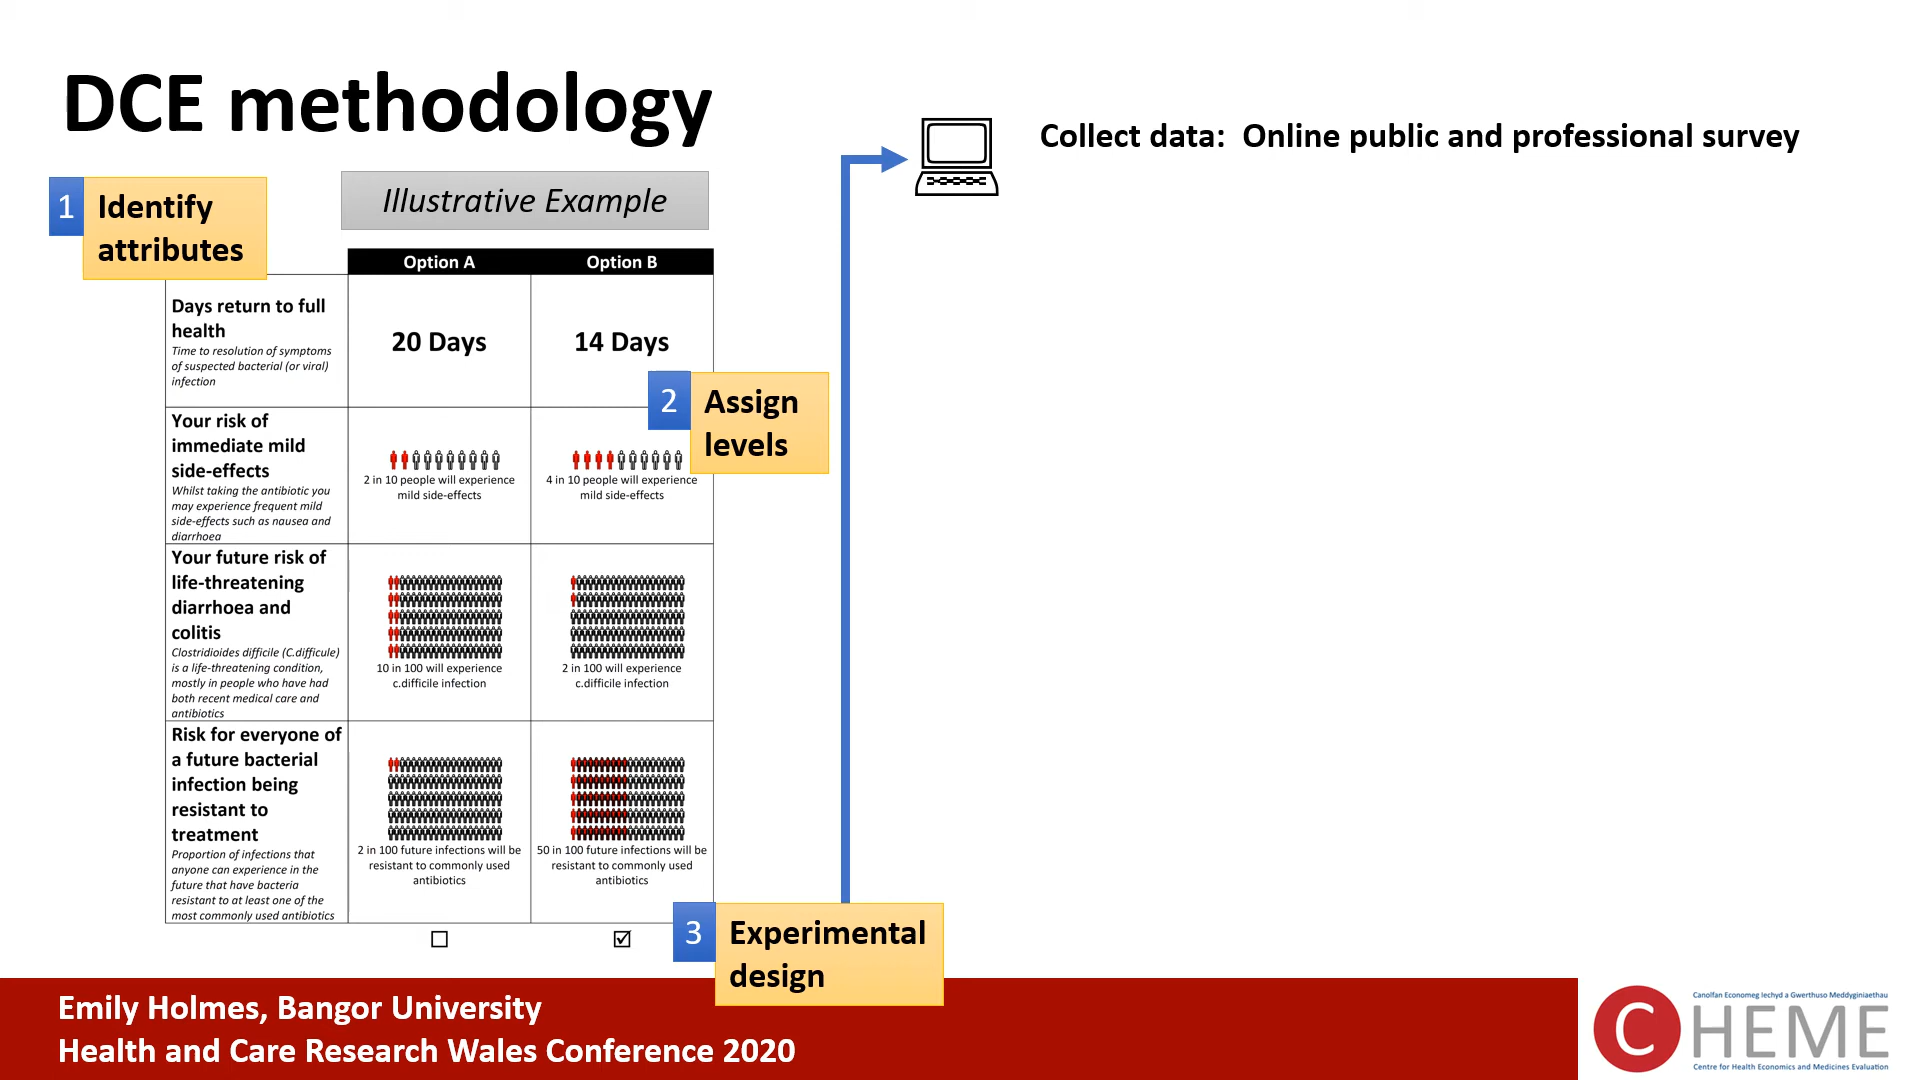 DCE methodology
Collect data: Online public and professional survey
1
Identify
attributes
Illustrative Example
Option A
Option B
Days return to full
health
Time to resolution of symptoms
of suspected bacterial (or viral)
infection
20 Days
14 Days
2
Assign
levels
Your risk of
immediate mild
side-effects
Whilst taking the antibiotic you
may experience frequent mild
side-effects such as nausea and
diarrhoea
2 in 10 people will experience
mild side-effects
4 in 10 people will experience
mild side-effects
Your future risk of
life-threatening
diarrhoea and
colitis
Clostridioides difficile (C.difficule)
is a life-threatening condition,
mostly in people who have had
both recent medical care and
antibiotics
10 in 100 will experience
c.difficile infection
2 in 100 will experience
c.difficile infection
Risk for everyone of
a future bacterial
infection being
resistant to
treatment
Proportion of infections that
anyone can experience in the
future that have bacteria
resistant to at least one of the
most commonly used antibiotics
2 in 100 future infections will be
resistant to commonly used
antibiotics
50 in 100 future infections will be
resistant to commonly used
antibiotics
3
Experimental
design
Emily Holmes, Bangor University
Health and Care Research Wales Conference 2020
Canolfan Economeg Iechyd a Gwerthuso Meddyginiaethau
CHEME
Centre for Health Economics and Medicines Evaluation